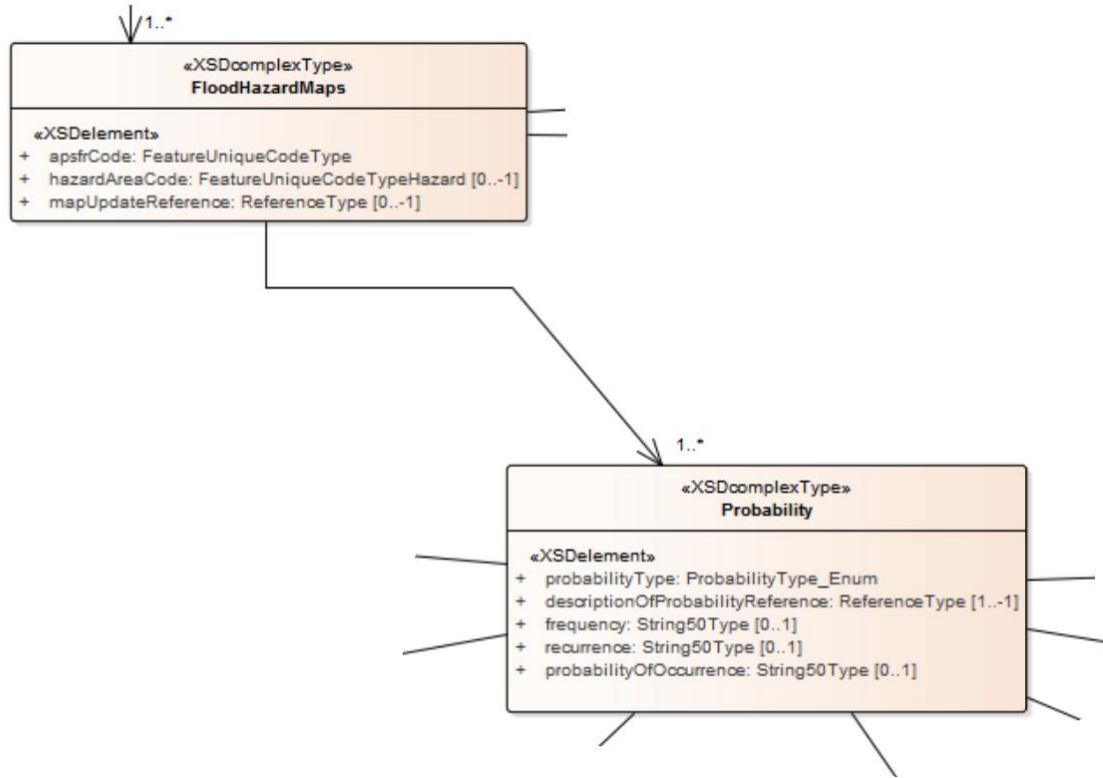 1..*
«XSDcomplexType»
FloodHazardMaps
«XSDelement»
+ apsfrCode: FeatureUniqueCodeType
+ hazardAreaCode: FeatureUniqueCodeTypeHazard [0..-1]
+ mapUpdateReference: ReferenceType [0..-1]
1..*
«XSDcomplexType»
Probability
«XSDelement»
+ probabilityType: ProbabilityType_Enum
+ descriptionOfProbabilityReference: ReferenceType [1..-1]
+ frequency: String50Type [0..1]
+ recurrence: String50Type [0..1]
+ probabilityOfOccurrence: String50Type [0..1]